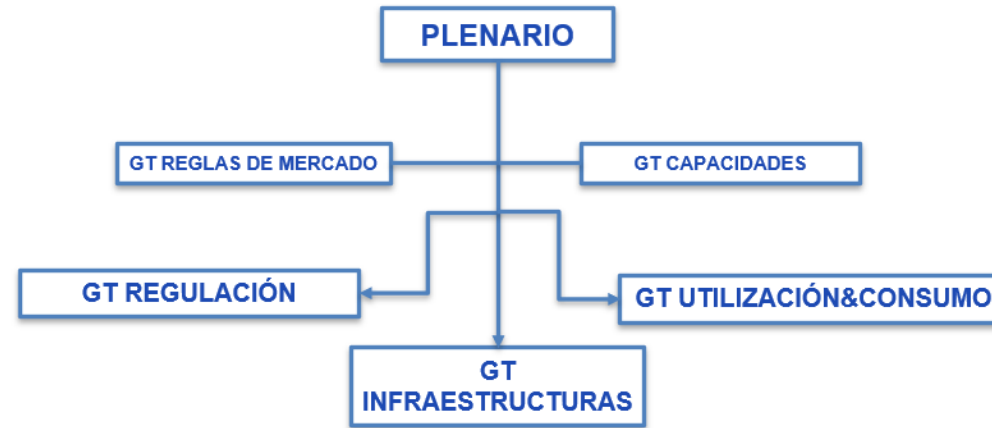 PLENARIO
GT REGLAS DE MERCADO
GT CAPACIDADES
GT REGULACIÓN
GT UTILIZACIÓN&CONSUMO
GT
INFRAESTRUCTURAS